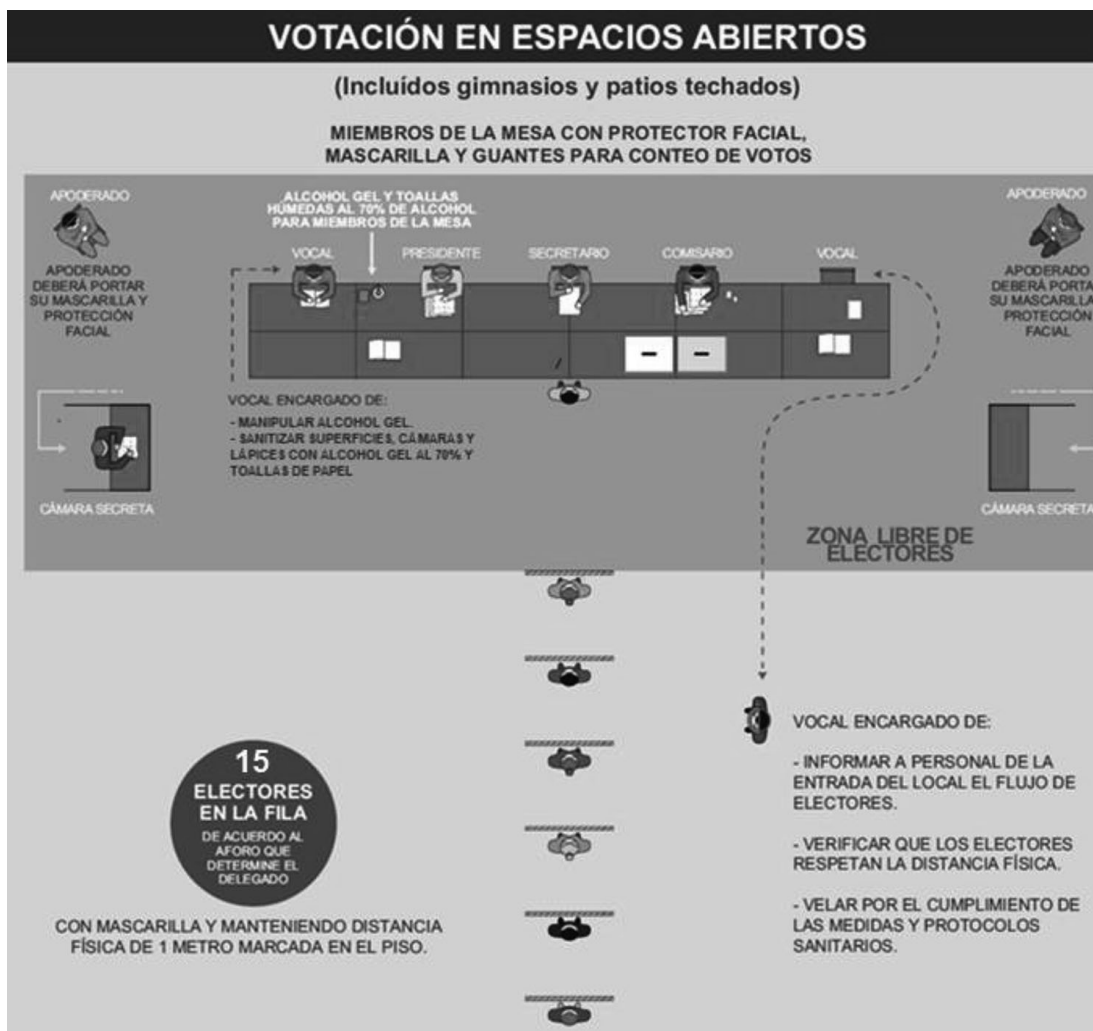 VOTACIÓN EN ESPACIOS ABIERTOS
(Incluídos gimnasios y patios techados)
MIEMBROS DE LA MESA CON PROTECTOR FACIAL,
MASCARILLA Y GUANTES PARA CONTEO DE VOTOS
APODERADO
APODERADO
DEBERÁ PORTAR
SU MASCARILLA Y
PROTECCIÓN
FACIAL
ALCOHOL GEL Y TOALLAS
HÚMEDAS AL 70% DE ALCOHOL
PARA MIEMBROS DE LA MESA
VOCAL
PRESIDENTE
SECRETARIO
COMISARIO
VOCAL
APODERADO
APODERADO
DEBERÁ PORTA
SU MASCARILLA
PROTECCIÓN
FACIAL
VOCAL ENCARGADO DE:
- MANIPULAR ALCOHOL GEL.
- SANITIZAR SUPERFICIES, CÁMARAS Y
LÁPICES CON ALCOHOL GEL AL 70% Y
TOALLAS DE PAPEL
CÁMARA SECRETA
CÁMARA SECRETA
ZONA LIBRE DE
ELECTORES
15
ELECTORES
EN LA FILA
DE ACUERDO AL
AFORO QUE
DETERMINE EL
DELEGADO
CON MASCARILLA Y MANTENIENDO DISTANCIA
FÍSICA DE 1 METRO MARCADA EN EL PISO.
VOCAL ENCARGADO DE:
- INFORMAR A PERSONAL DE LA
ENTRADA DEL LOCAL EL FLUJO DE
ELECTORES.
- VERIFICAR QUE LOS ELECTORES
RESPETAN LA DISTANCIA FÍSICA.
- VELAR POR EL CUMPLIMIENTO DE
LAS MEDIDAS Y PROTOCOLOS
SANITARIOS.